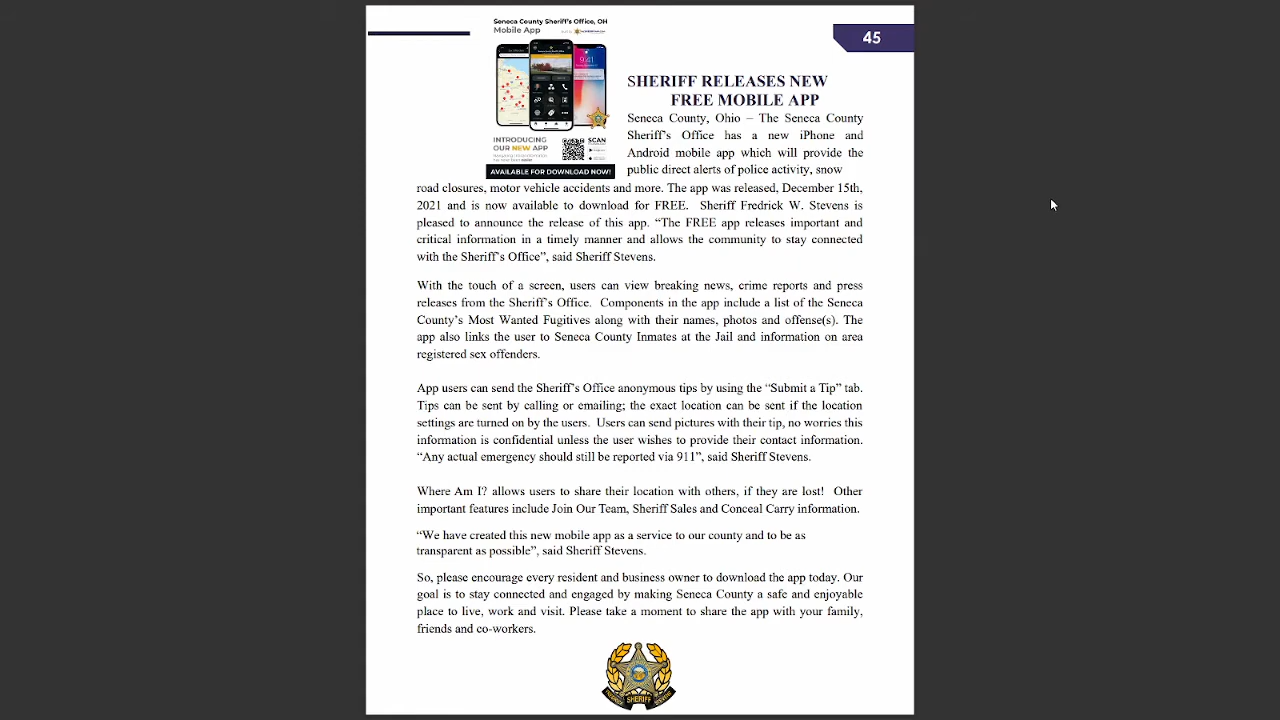 Seneca County Sheriff's Office, OH
Mobile App
45
9:41
INTRODUCING
OUR NEW APP
SCAN
AVAILABLE FOR DOWNLOAD NOW!
SHERIFF RELEASES NEW
FREE MOBILE APP
Seneca County, Ohio – The Seneca County
Sheriff's Office has a new iPhone and
Android mobile app which will provide the
public direct alerts of police activity, snow
road closures, motor vehicle accidents and more. The app was released, December 15th,
2021 and is now available to download for FREE. Sheriff Fredrick W. Stevens is
pleased to announce the release of this app. “The FREE app releases important and
critical information in a timely manner and allows the community to stay connected
with the Sheriff's Office”, said Sheriff Stevens.
With the touch of a screen, users can view breaking news, crime reports and press
releases from the Sheriff's Office. Components in the app include a list of the Seneca
County's Most Wanted Fugitives along with their names, photos and offense(s). The
app also links the user to Seneca County Inmates at the Jail and information on area
registered sex offenders.
App users can send the Sheriff's Office anonymous tips by using the “Submit a Tip” tab.
Tips can be sent by calling or emailing; the exact location can be sent if the location
settings are turned on by the users. Users can send pictures with their tip, no worries this
information is confidential unless the user wishes to provide their contact information.
“Any actual emergency should still be reported via 911”, said Sheriff Stevens.
Where Am I? allows users to share their location with others, if they are lost! Other
important features include Join Our Team, Sheriff Sales and Conceal Carry information.
“We have created this new mobile app as a service to our county and to be as
transparent as possible”, said Sheriff Stevens.
So, please encourage every resident and business owner to download the app today. Our
goal is to stay connected and engaged by making Seneca County a safe and enjoyable
place to live, work and visit. Please take a moment to share the app with your family,
friends and co-workers.
SHERIFF